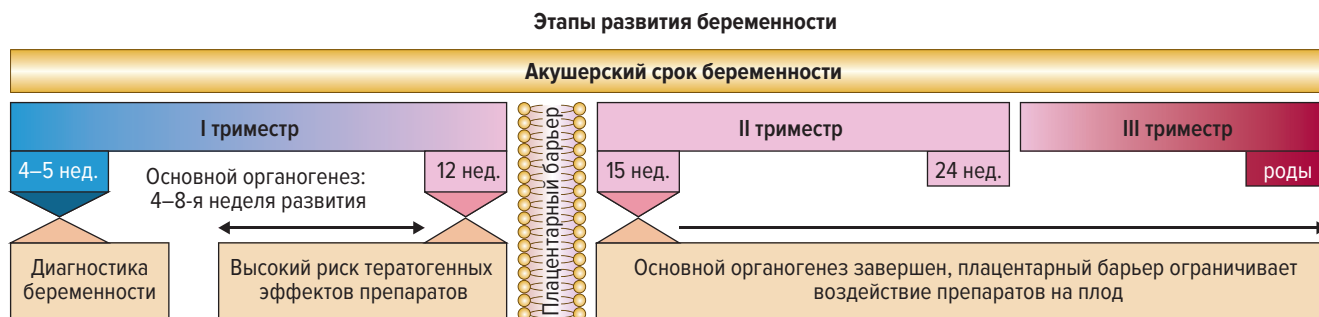 Этапы развития беременности
Акушерский срок беременности
I триместр
Плацентарный барьер
II триместр
III триместр
4–5 нед.
Основной органогенез:
4–8-я неделя развития
12 нед.
15 нед.
24 нед.
роды
Диагностика
беременности
Высокий риск тератогенных
эффектов препаратов
Основной органогенез завершен, плацентарный барьер ограничивает
воздействие препаратов на плод